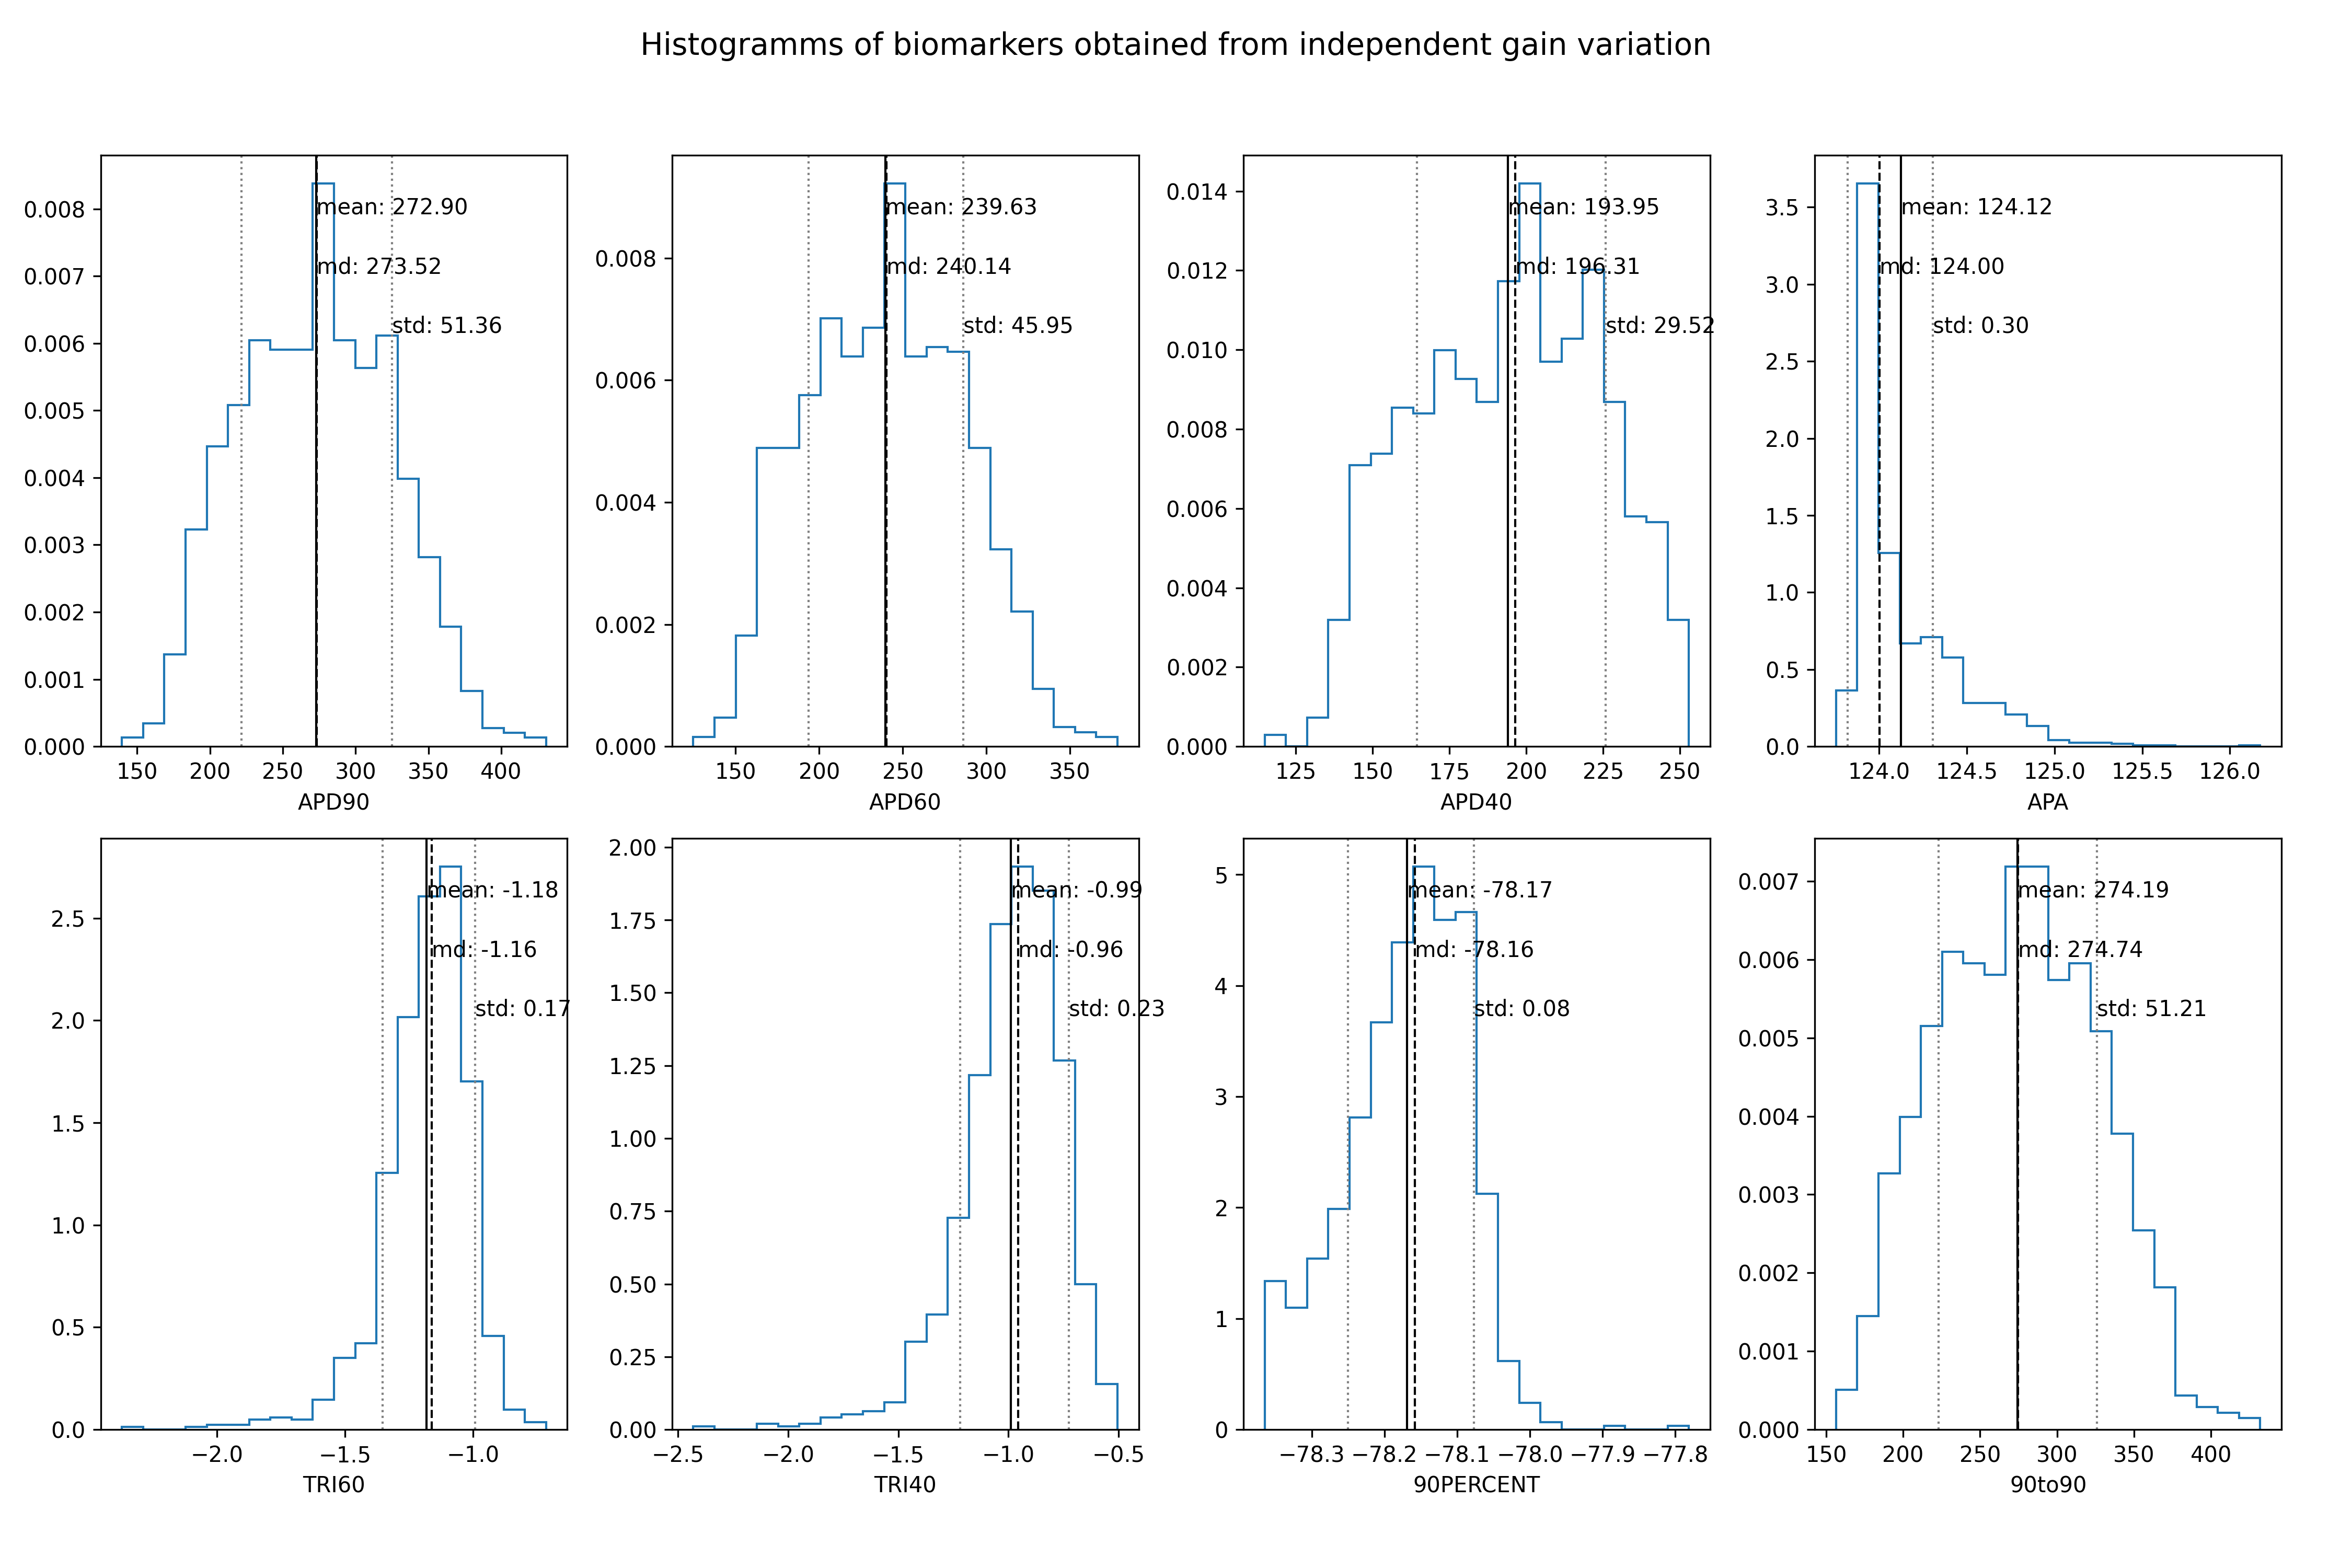 Histogramms of biomarkers obtained from independent gain variation
0.008
0.007
0.006
0.005
0.004
0.003
0.002
0.001
0.000
mean: 272.90
md: 273.52
std: 51.36
150 200 250 300 350 400
APD90
0.008
0.006
0.004
0.002
0.000
mean: 239.63
md: 240.14
std: 45.95
150 200 250 300 350
APD60
0.014
0.012
0.010
0.008
0.006
0.004
0.002
0.000
mean: 193.95
md: 196.31
std: 29.52
125 150 175 200 225 250
APD40
3.5
3.0
2.5
2.0
1.5
1.0
0.5
0.0
mean: 124.12
md: 124.00
std: 0.30
124.0 124.5 125.0 125.5 126.0
APA
2.5
2.0
1.5
1.0
0.5
0.0
mean: -1.18
md: -1.16
std: 0.17
−2.0 −1.5 −1.0
TRI60
2.00
1.75
1.50
1.25
1.00
0.75
0.50
0.25
0.00
mean: -0.99
md: -0.96
std: 0.23
−2.5 −2.0 −1.5 −1.0 −0.5
TRI40
5
4
3
2
1
0
mean: -78.17
md: -78.16
std: 0.08
−78.3 −78.2 −78.1 −78.0 −77.9 −77.8
90PERCENT
0.007
0.006
0.005
0.004
0.003
0.002
0.001
0.000
mean: 274.19
md: 274.74
std: 51.21
150 200 250 300 350 400
90to90